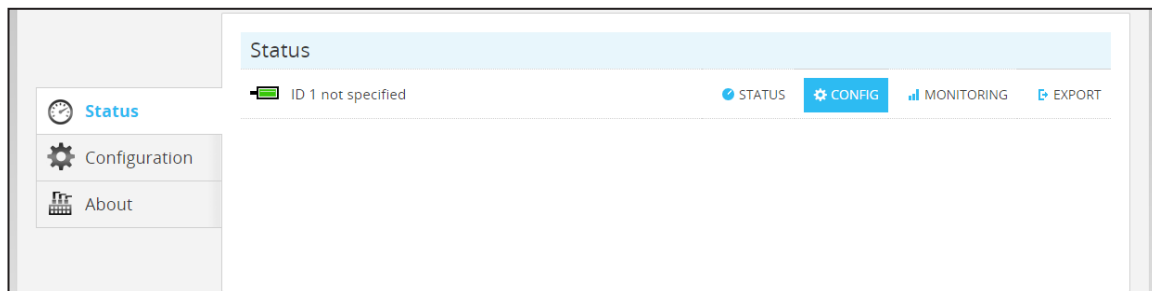 Status
ID 1 not specified STATUS CONFIG MONITORING EXPORT
Status
Configuration
About